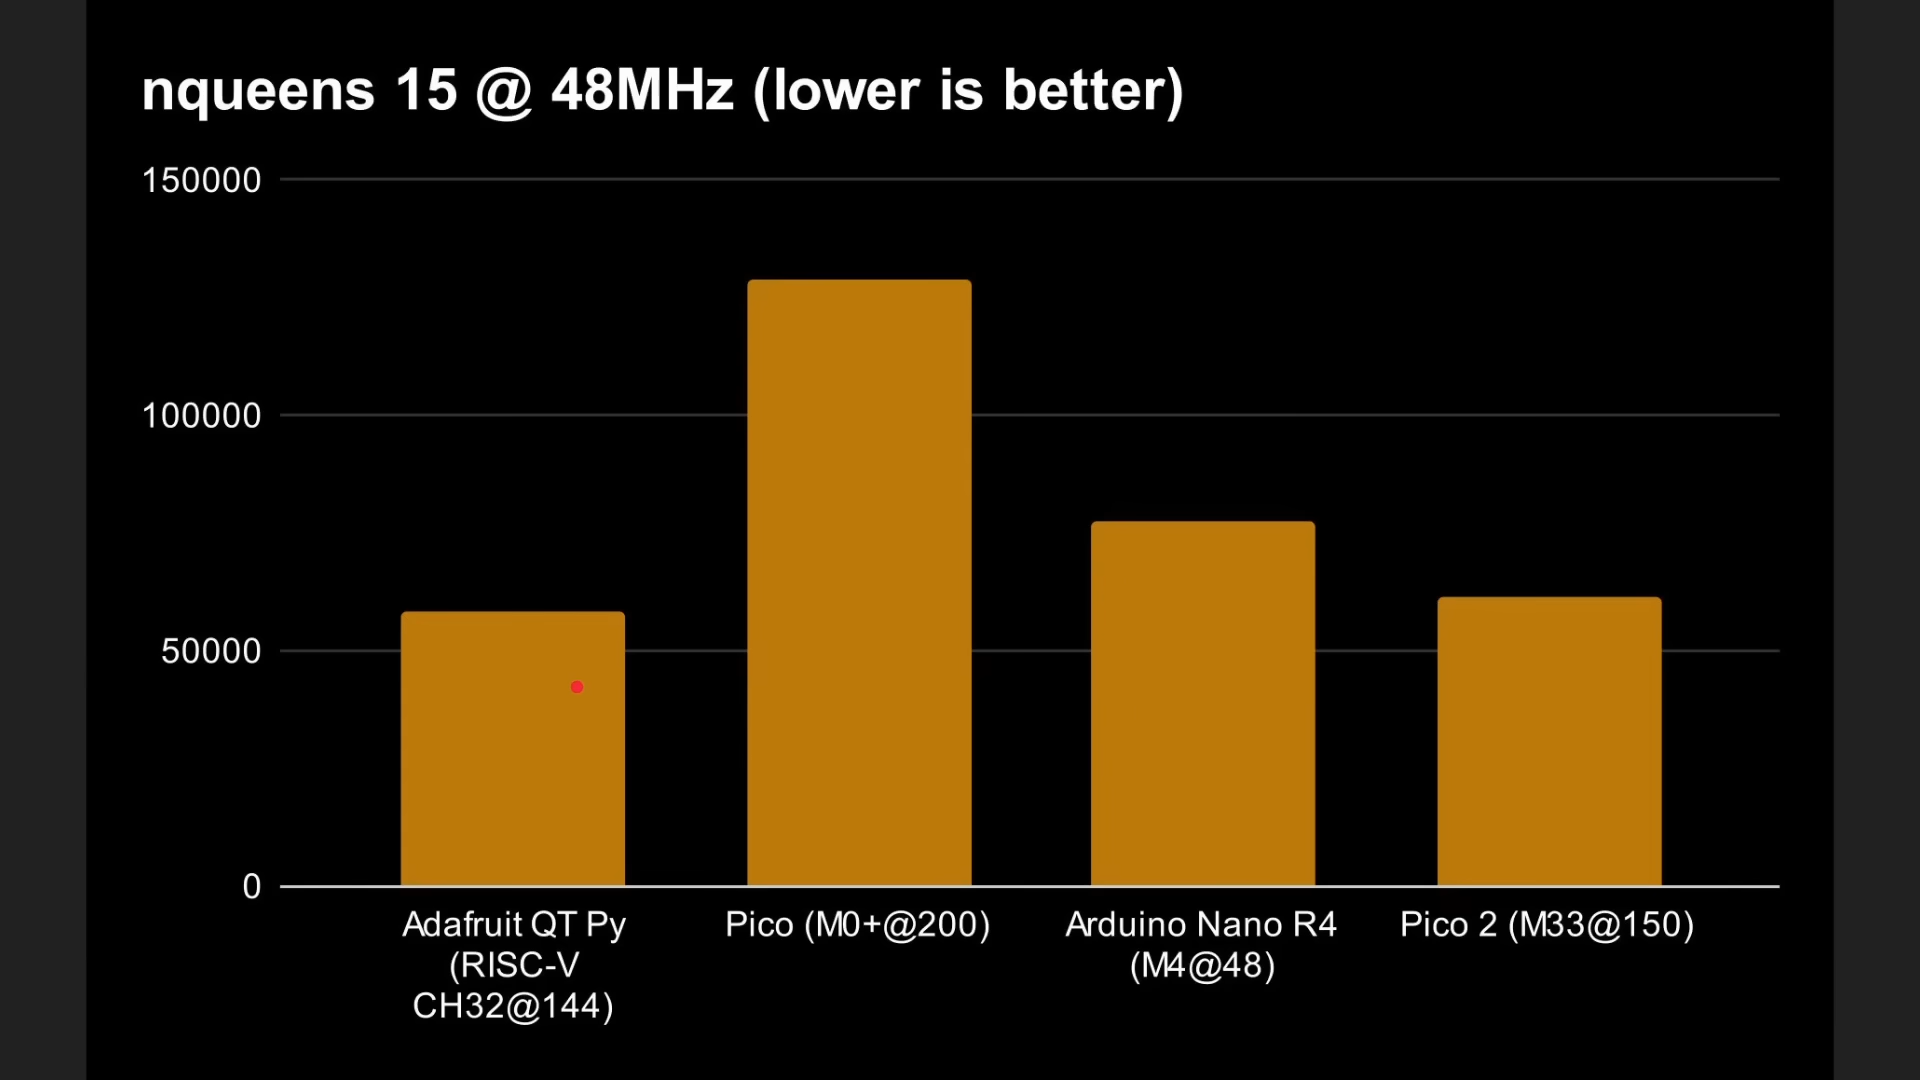 nqueens 15 @ 48MHz (lower is better)
150000
100000
50000
0
Adafruit QT Py
(RISC-V
CH32@144)
Pico (M0+@200)
Arduino Nano R4
(M4@48)
Pico 2 (M33@150)